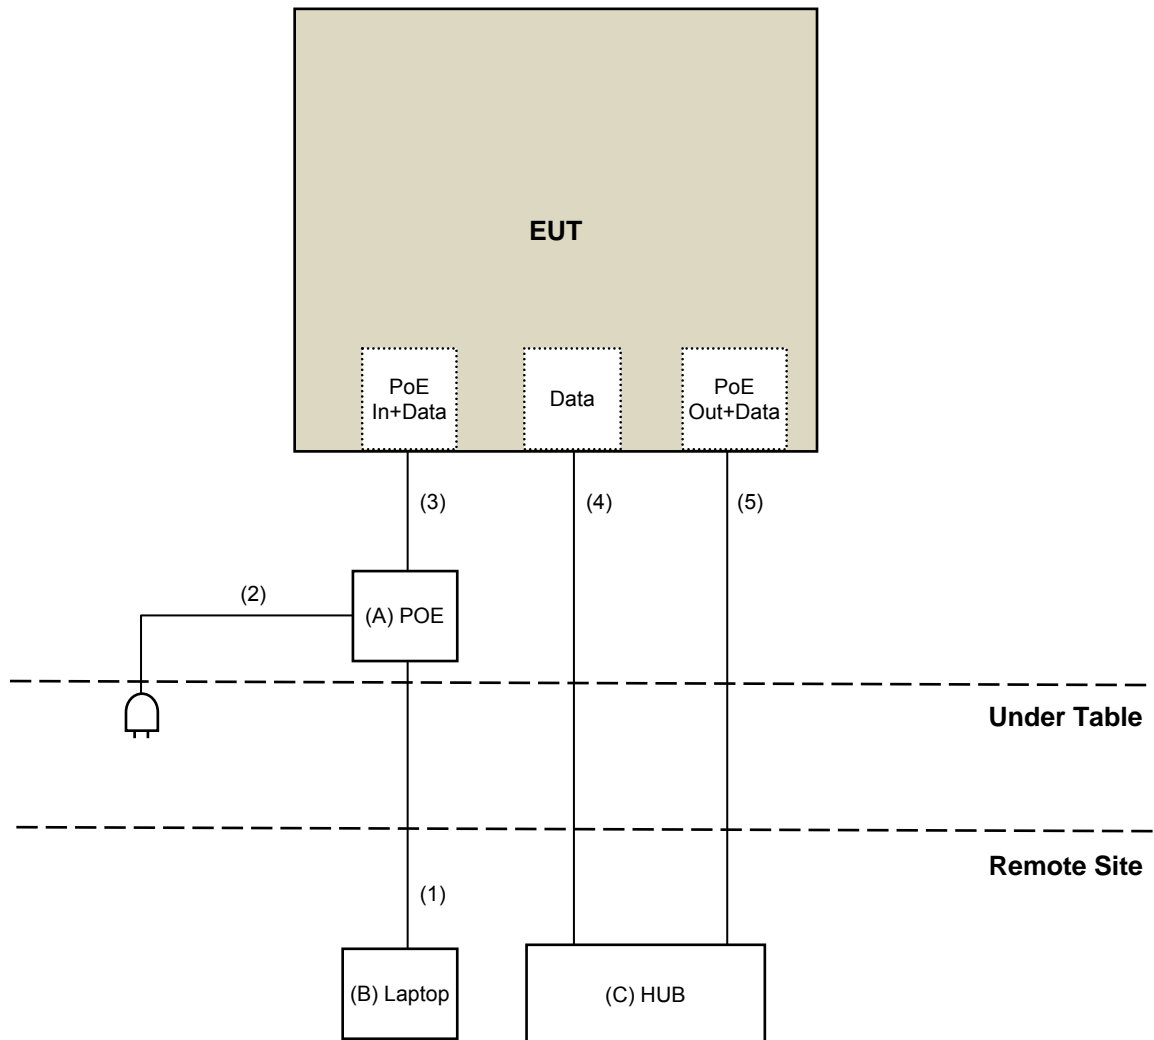 EUT
PoE
In+Data
Data
PoE
Out+Data
(3)
(4)
(5)
(2)
(A) POE
Under Table
Remote Site
(1)
(B) Laptop
(C) HUB